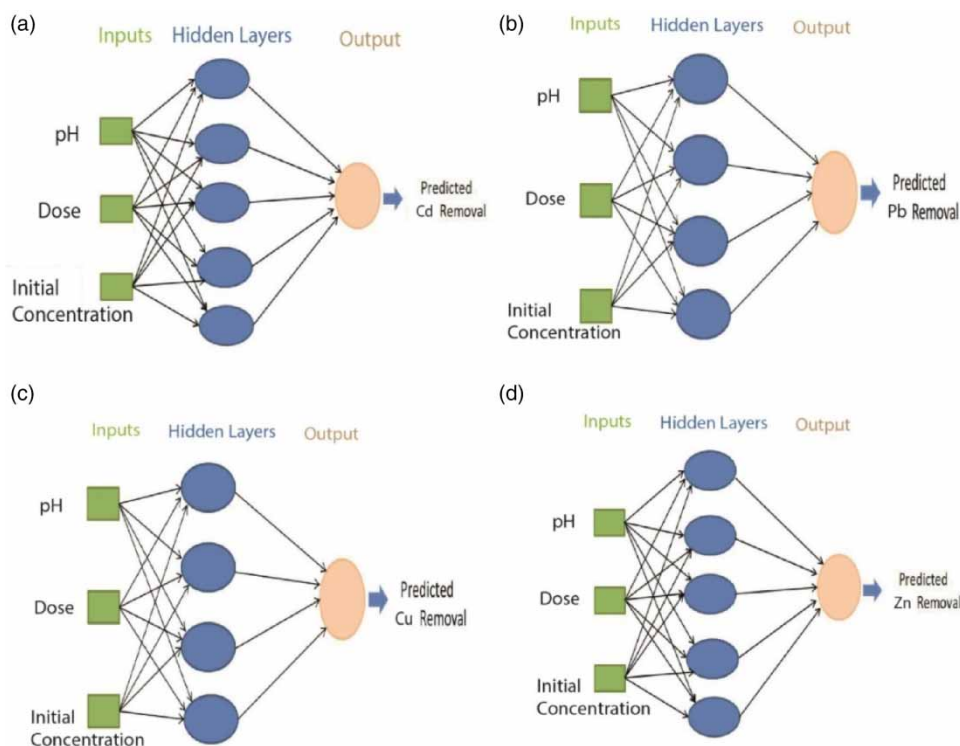 (a)
Inputs Hidden Layers Output
pH
Dose
Initial
Concentration
Predicted
Cd Removal
(b)
Inputs Hidden Layers Output
pH
Dose
Initial
Concentration
Predicted
Pb Removal
(c)
Inputs Hidden Layers Output
pH
Dose
Initial
Concentration
Predicted
Cu Removal
(d)
Inputs Hidden Layers Output
pH
Dose
Initial
Concentration
Predicted
Zn Removal